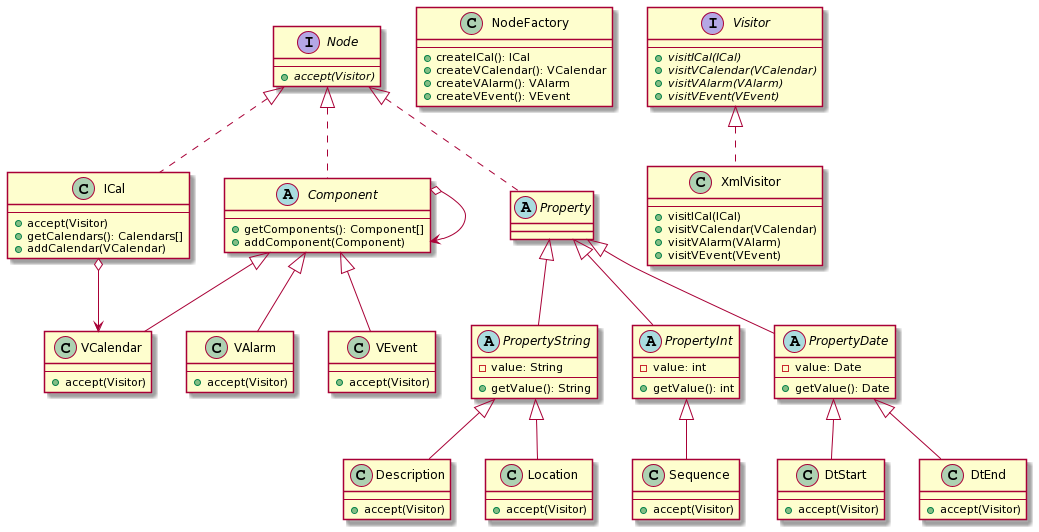 I Node
accept(Visitor)
C NodeFactory
createICal(): ICal
createVCalendar(): VCalendar
createVAlarm(): VAlarm
createVEvent(): VEvent
I Visitor
visitICal(ICal)
visitVCalendar(VCalendar)
visitVAlarm(VAlarm)
visitVEvent(VEvent)
C ICal
accept(Visitor)
getCalendars(): Calendars[]
addCalendar(VCalendar)
A Component
getComponents(): Component[]
addComponent(Component)
A Property
C XmlVisitor
visitICal(ICal)
visitVCalendar(VCalendar)
visitVAlarm(VAlarm)
visitVEvent(VEvent)
C VCalendar
accept(Visitor)
C VAlarm
accept(Visitor)
C VEvent
accept(Visitor)
A PropertyString
value: String
getValue(): String
A PropertyInt
value: int
getValue(): int
A PropertyDate
value: Date
getValue(): Date
C Description
accept(Visitor)
C Location
accept(Visitor)
C Sequence
accept(Visitor)
C DtStart
accept(Visitor)
C DtEnd
accept(Visitor)